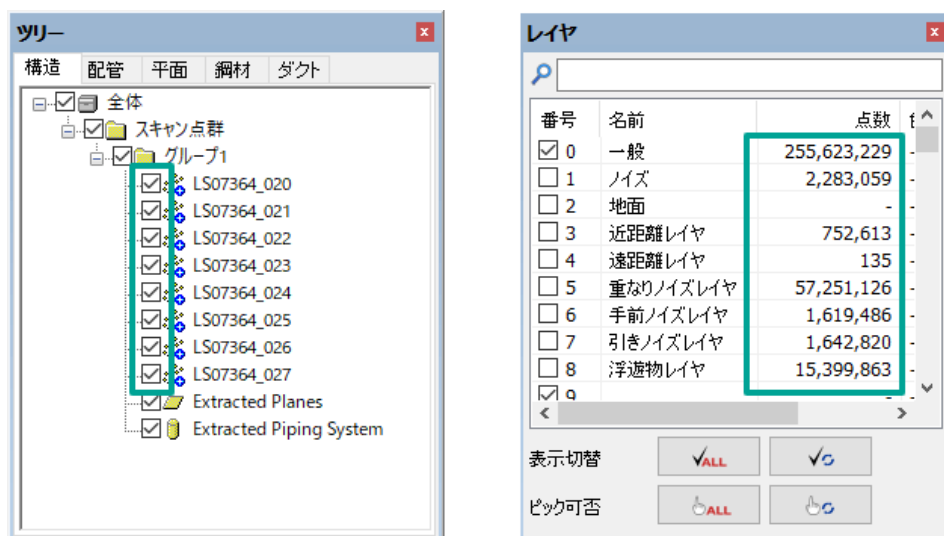 ツリー
構造 配管 平面 鋼材 ダクト
全体
スキャン点群
グループ1
LS07364_020
LS07364_021
LS07364_022
LS07364_023
LS07364_024
LS07364_025
LS07364_026
LS07364_027
Extracted Planes
Extracted Piping System
レイヤ
番号 名前 点数
0 一般 255,623,229 -
1 ノイズ 2,283,059 -
2 地面 - -
3 近距離レイヤ 752,613 -
4 遠距離レイヤ 135 -
5 重なりノイズレイヤ 57,251,126 -
6 手前ノイズレイヤ 1,619,486 -
7 引きノイズレイヤ 1,642,820 -
8 浮遊物レイヤ 15,399,863 -
9 - -
表示切替 ALL
ピック可否 ALL